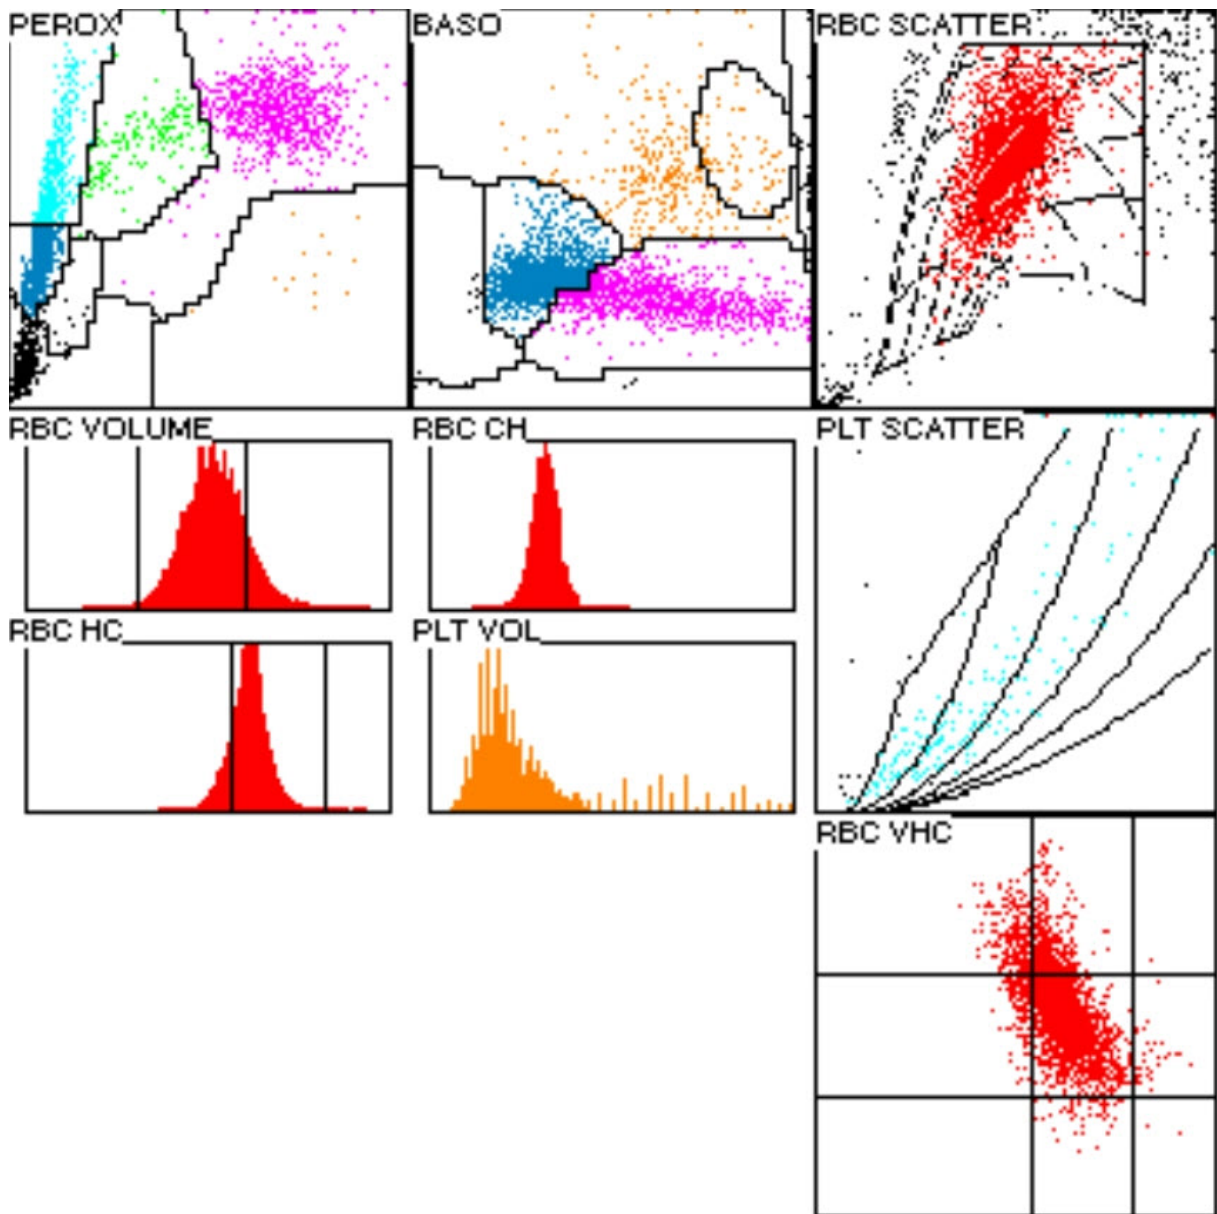 PEROX
BASO
RBC SCATTER
RBC VOLUME
RBC CH
PLT SCATTER
RBC HC
PLT VOL
RBC VHC